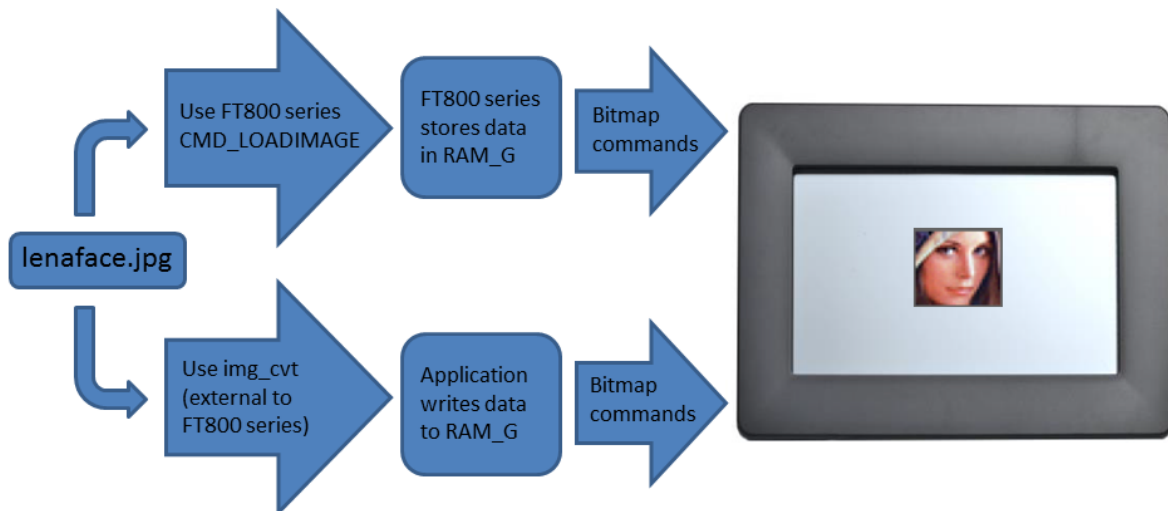 Use FT800 series
CMD_LOADIMAGE
FT800 series
stores data
in RAM_G
Bitmap
commands
lenaface.jpg
Use img_cvt
(external to
FT800 series)
Application
writes data
to RAM_G
Bitmap
commands